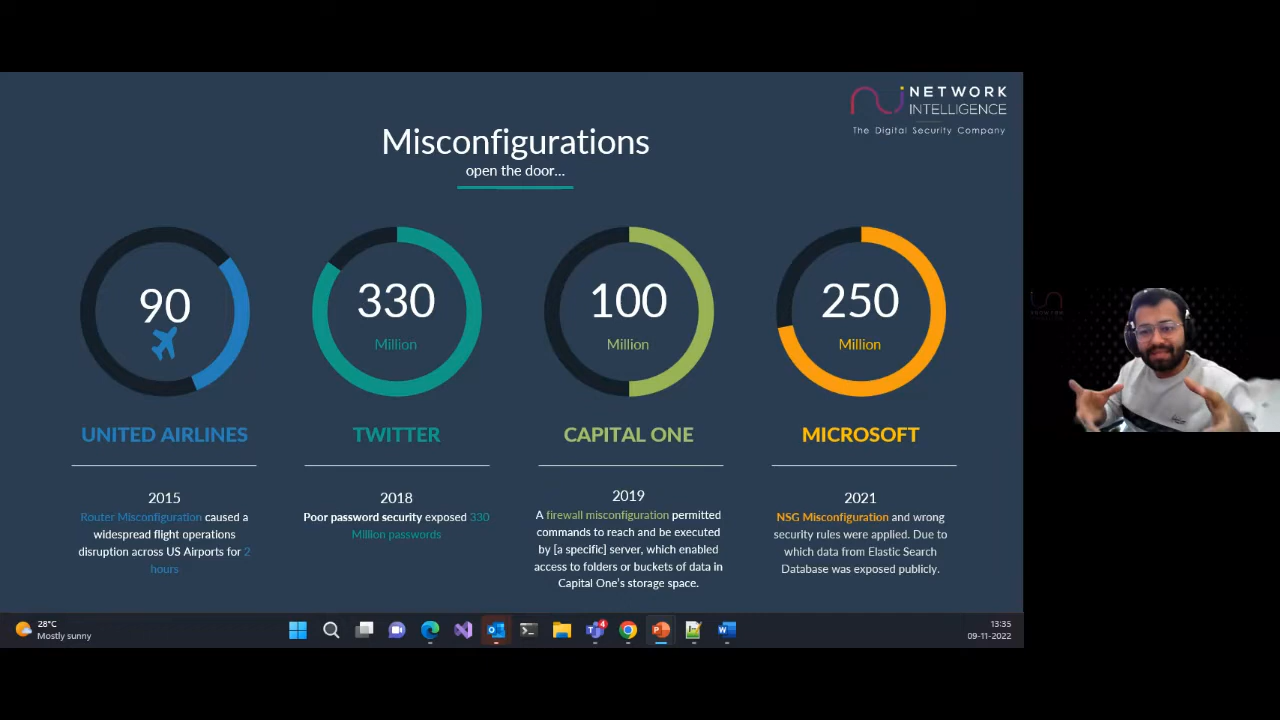 NETWORK
INTELLIGENCE
The Digital Security Company
Misconfigurations
open the door...
90
330
Million
100
Million
250
Million
UNITED AIRLINES
TWITTER
CAPITAL ONE
MICROSOFT
2015
Router Misconfiguration caused a
widespread flight operations
disruption across US Airports for 2
hours
2018
Poor password security exposed 330
Million passwords
2019
A firewall misconfiguration permitted
commands to reach and be executed
by [a specific] server, which enabled
access to folders or buckets of data in
Capital One's storage space.
2021
NSG Misconfiguration and wrong
security rules were applied. Due to
which data from Elastic Search
Database was exposed publicly.
28°C
Mostly sunny
4
13:35
09-11-2022